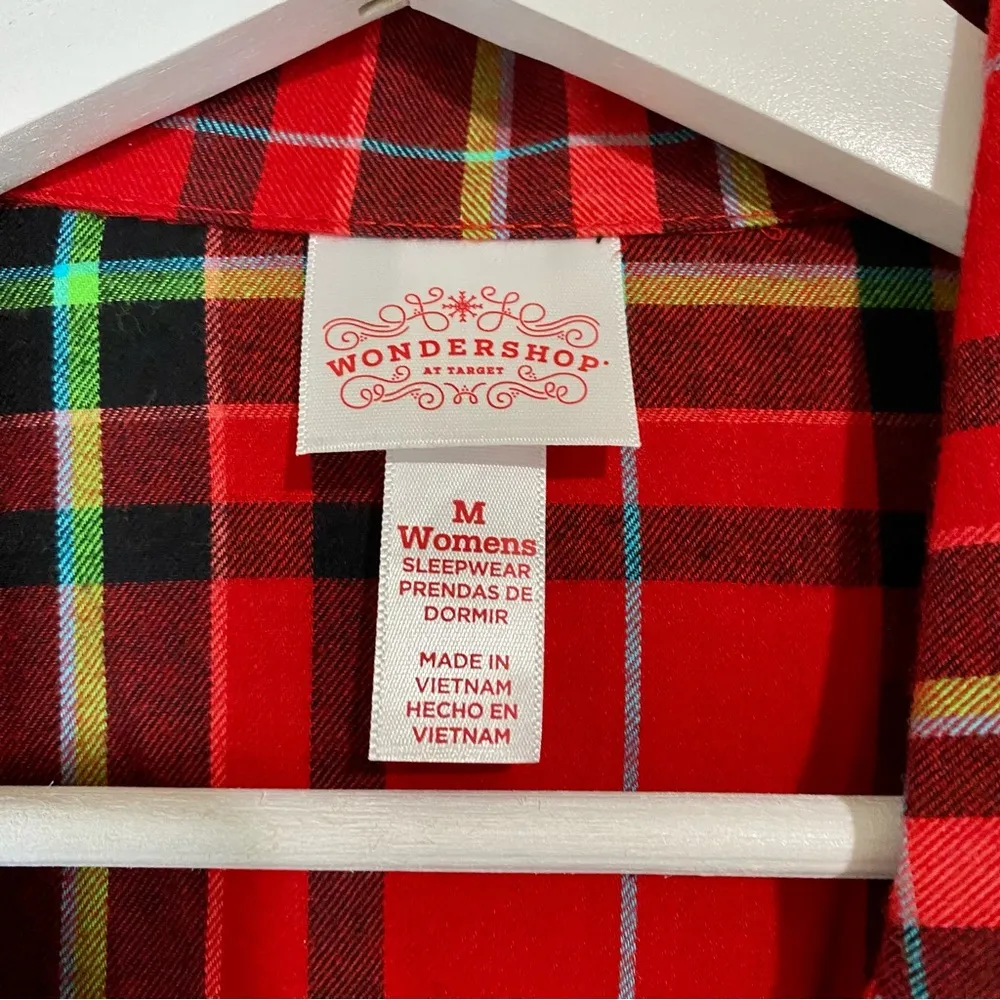 WONDERSHOP
AT TARGET
M
Womens
SLEEPWEAR
PRENDAS DE
DORMIR
MADE IN
VIETNAM
HECHO EN
VIETNAM